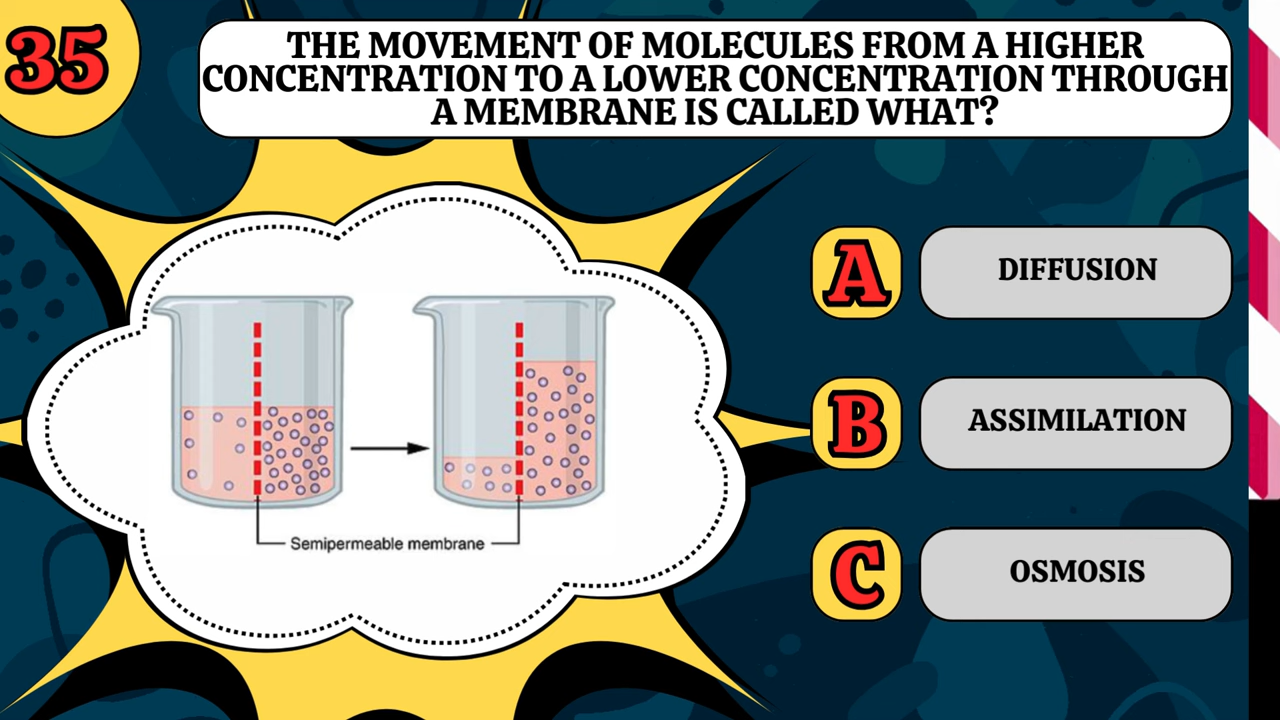 35
THE MOVEMENT OF MOLECULES FROM A HIGHER
CONCENTRATION TO A LOWER CONCENTRATION THROUGH
A MEMBRANE IS CALLED WHAT?
A DIFFUSION
B ASSIMILATION
C OSMOSIS
Semipermeable membrane